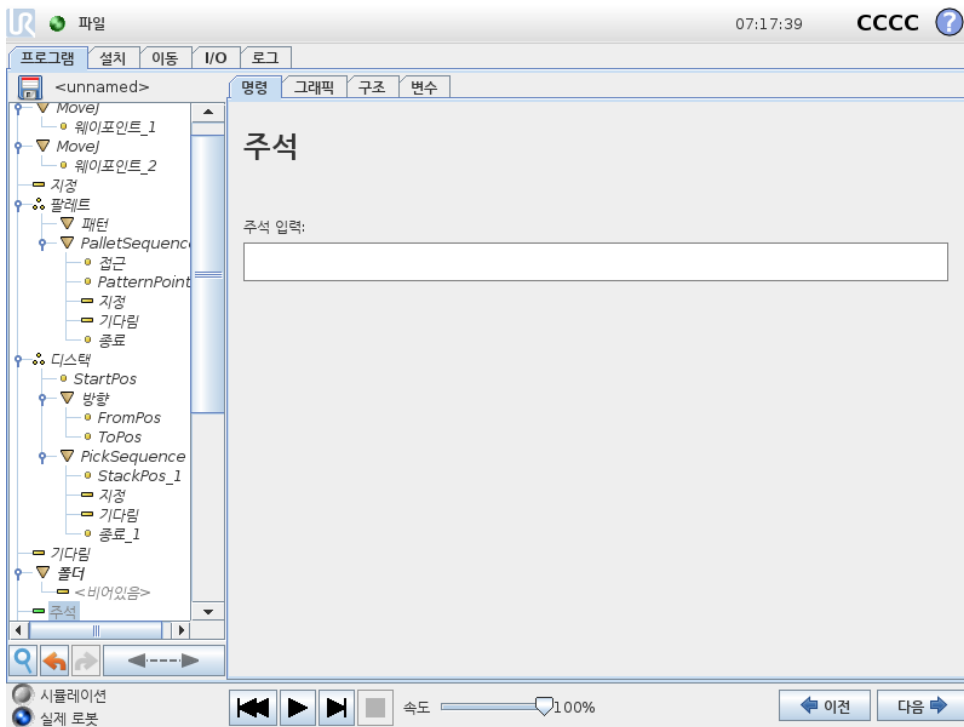 UR 파일 07:17:39 CCCC ?
프로그램 설치 이동 I/O 로그
<unnamed>
명령 그래픽 구조 변수
MoveJ
웨이포인트_1
MoveJ
웨이포인트_2
지정
팔레트
패턴
PalletSequenc
접근
PatternPoint
지정
기다림
종료
디스택
StartPos
방향
FromPos
ToPos
PickSequence
StackPos_1
지정
기다림
종료_1
기다림
폴더
<비어있음>
주석
주석
주석 입력:
시뮬레이션
실제 로봇
속도 100%
이전 다음